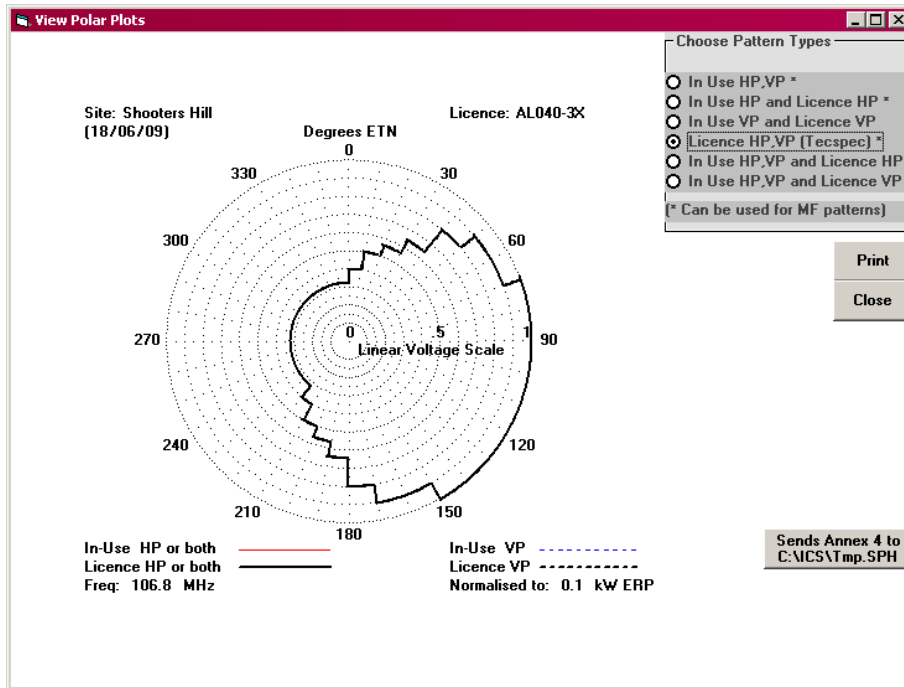 View Polar Plots
Choose Pattern Types
In Use HP,VP *
In Use HP and Licence HP *
In Use VP and Licence VP
Licence HP,VP (Tecspec) *
In Use HP,VP and Licence HP
In Use HP,VP and Licence VP
(* Can be used for MF patterns)
Print
Close
Site: Shooters Hill
(18/06/09)
Licence: AL040-3X
Degrees ETN
0
330
30
300
60
270
0
.5
1
90
Linear Voltage Scale
240
120
210
150
180
In-Use HP or both
In-Use VP
Licence HP or both
Licence VP
Freq: 106.8 MHz
Normalised to: 0.1 kW ERP
Sends Annex 4 to
C:\ICS\Tmp.SPH